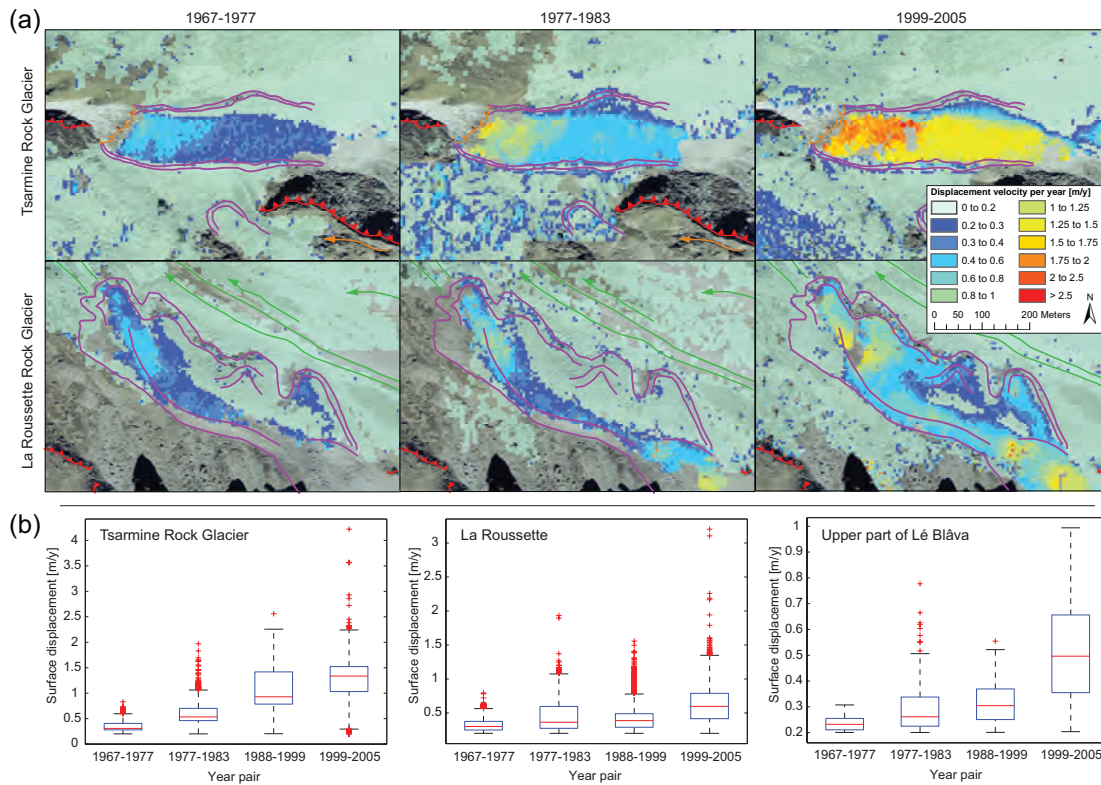 (a)
1967-1977 1977-1983 1999-2005
Tsarmine Rock Glacier
La Roussette Rock Glacier
Displacement velocity per year [m/y]
0 to 0.2 1 to 1.25
0.2 to 0.3 1.25 to 1.5
0.3 to 0.4 1.5 to 1.75
0.4 to 0.6 1.75 to 2
0.6 to 0.8 2 to 2.5
0.8 to 1 > 2.5
0 50 100 200 Meters
N
(b)
Tsarmine Rock Glacier
Surface displacement [m/y]
4
3.5
3
2.5
2
1.5
1
0.5
0
1967-1977 1977-1983 1988-1999 1999-2005
Year pair
La Roussette
Surface displacement [m/y]
3
2.5
2
1.5
1
0.5
1967-1977 1977-1983 1988-1999 1999-2005
Year pair
Upper part of Lé Blâva
Surface displacement [m/y]
1
0.9
0.8
0.7
0.6
0.5
0.4
0.3
0.2
1967-1977 1977-1983 1988-1999 1999-2005
Year pair